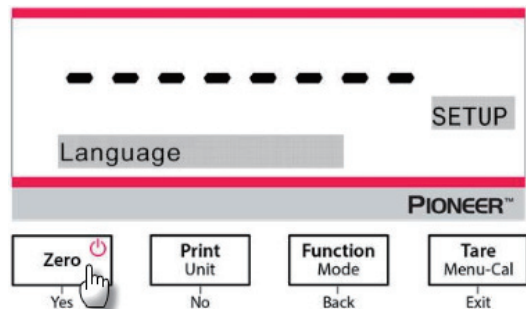 --------
SETUP
Language
PIONEER™
Zero Print Function Tare
Unit Mode Menu-Cal
Yes No Back Exit